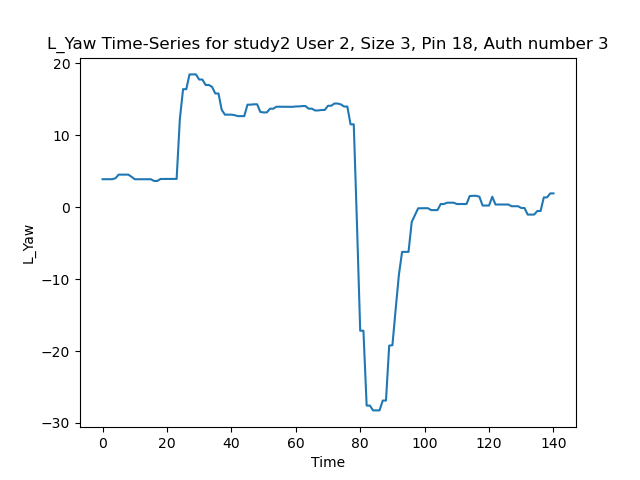 L_Yaw Time-Series for study2 User 2, Size 3, Pin 18, Auth number 3
20
10
0
−10
−20
−30
L_Yaw
0 20 40 60 80 100 120 140
Time